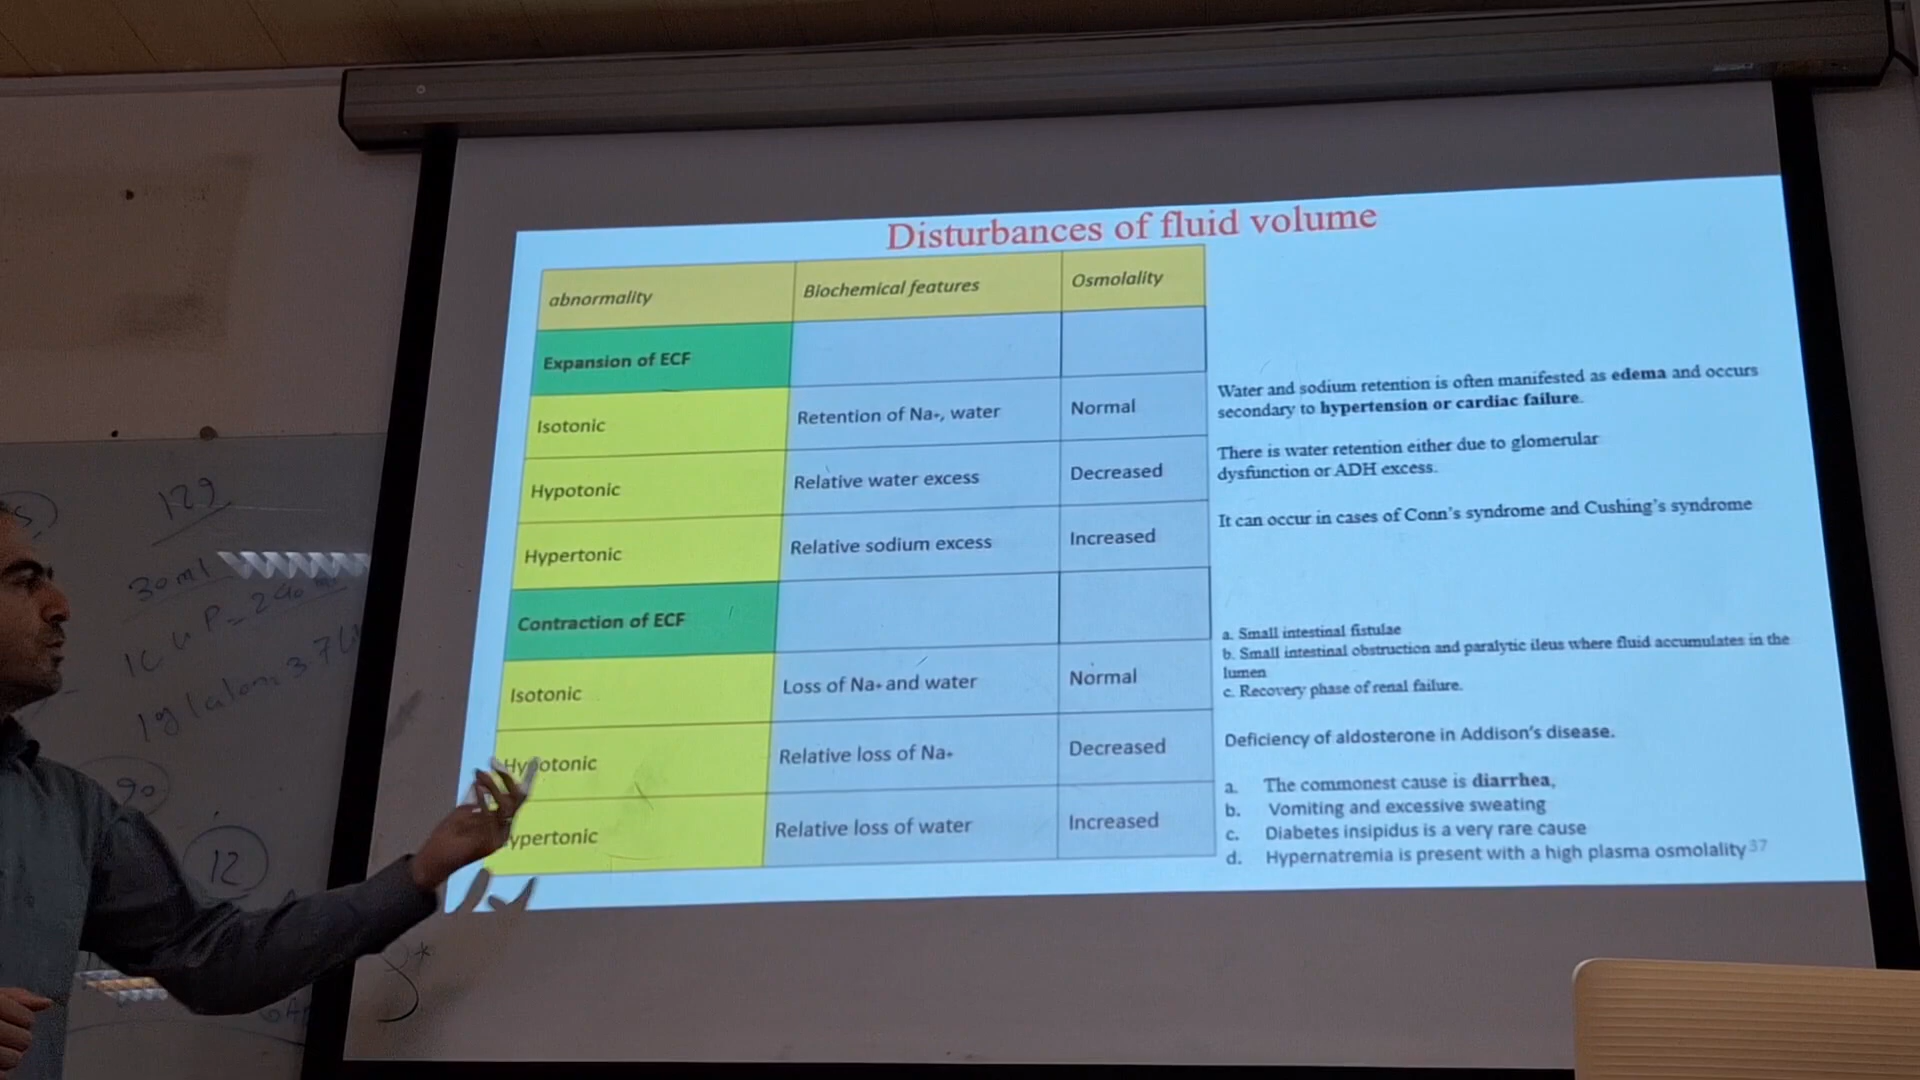 Disturbances of fluid volume
abnormality Biochemical features Osmolality
Expansion of ECF
Isotonic Retention of Na+, water Normal
Water and sodium retention is often manifested as edema and occurs
secondary to hypertension or cardiac failure.
Hypotonic Relative water excess Decreased
There is water retention either due to glomerular
dysfunction or ADH excess.
Hypertonic Relative sodium excess Increased
It can occur in cases of Conn's syndrome and Cushing's syndrome
Contraction of ECF
Isotonic Loss of Na+ and water Normal
a. Small intestinal fistulae
b. Small intestinal obstruction and paralytic ileus where fluid accumulates in the
lumen
c. Recovery phase of renal failure.
Hypotonic Relative loss of Na+ Decreased
Deficiency of aldosterone in Addison's disease.
ypertonic Relative loss of water Increased
a. The commonest cause is diarrhea,
b. Vomiting and excessive sweating
c. Diabetes insipidus is a very rare cause
d. Hypernatremia is present with a high plasma osmolality
37
129
30ml
90
12